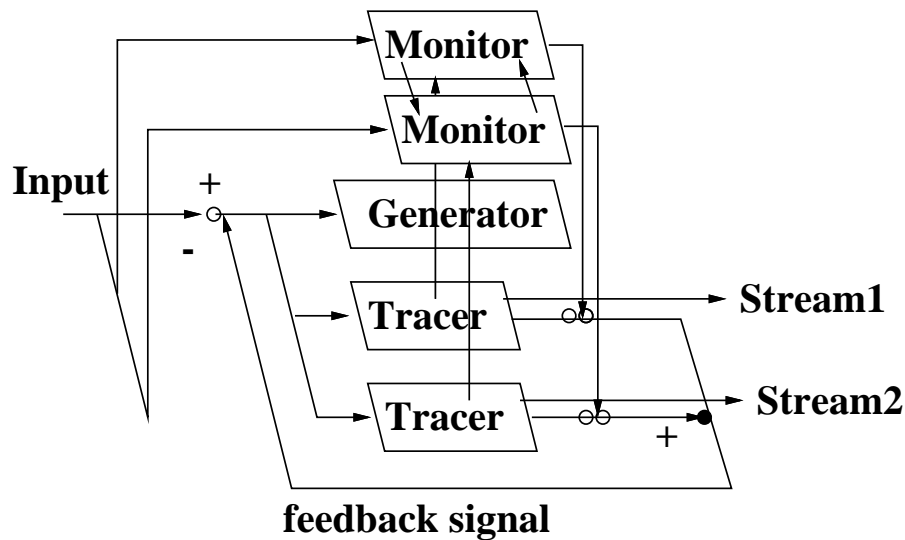 Monitor
Monitor
Input
+
-
Generator
Tracer
Stream1
Tracer
Stream2
+
feedback signal